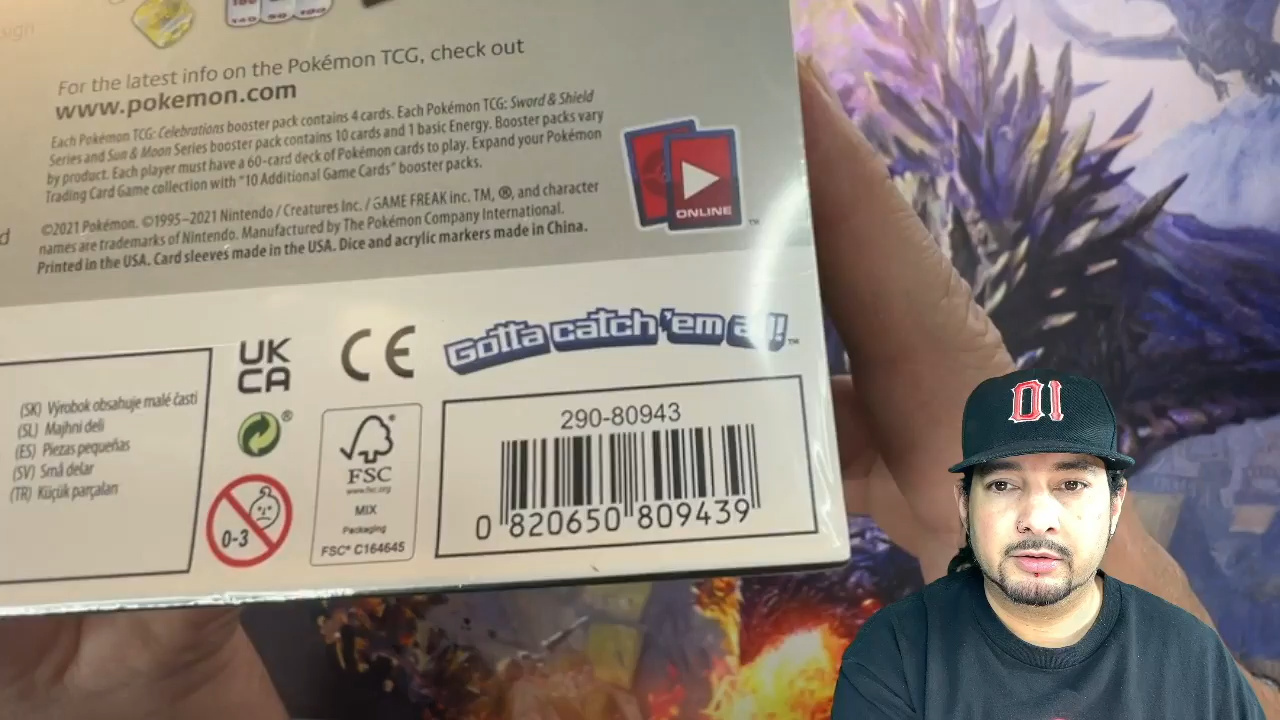 For the latest info on the Pokémon TCG, check out
www.pokemon.com
Each Pokémon TCG: Celebrations booster pack contains 4 cards. Each Pokémon TCG: Sword & Shield
Series and Sun & Moon Series booster pack contains 10 cards and 1 basic Energy. Booster packs vary
by product. Each player must have a 60-card deck of Pokémon cards to play. Expand your Pokémon
Trading Card Game collection with "10 Additional Game Cards" booster packs.
©2021 Pokémon. ©1995–2021 Nintendo / Creatures Inc. / GAME FREAK inc. TM, ®, and character
names are trademarks of Nintendo. Manufactured by The Pokémon Company International.
Printed in the USA. Card sleeves made in the USA. Dice and acrylic markers made in China.
ONLINE
TM
(SK) Výrobok obsahuje malé časti
(SL) Majhni deli
(ES) Piezas pequeñas
(SV) Små delar
(TR) Küçük parçaları
UK
CA
CE
®
0-3
FSC
www.fsc.org
MIX
Packaging
FSC® C164645
Gotta catch 'em all!™
290-80943
0 820650 809439
01